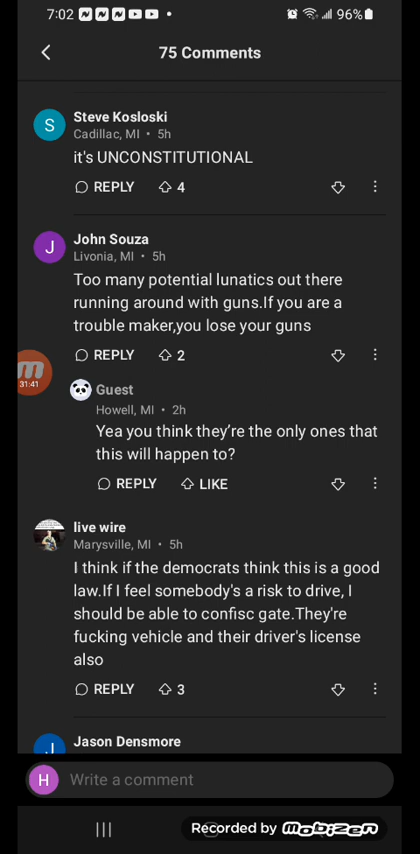 7:02 96%
75 Comments
S
Steve Kosloski
Cadillac, MI • 5h
it's UNCONSTITUTIONAL
REPLY 4
J
John Souza
Livonia, MI • 5h
Too many potential lunatics out there
running around with guns.If you are a
trouble maker,you lose your guns
REPLY 2
m
31:41
Guest
Howell, MI • 2h
Yea you think they’re the only ones that
this will happen to?
REPLY LIKE
live wire
Marysville, MI • 5h
I think if the democrats think this is a good
law.If I feel somebody's a risk to drive, I
should be able to confisc gate.They're
fucking vehicle and their driver's license
also
REPLY 3
J
Jason Densmore
H
Write a comment
Recorded by mobizen